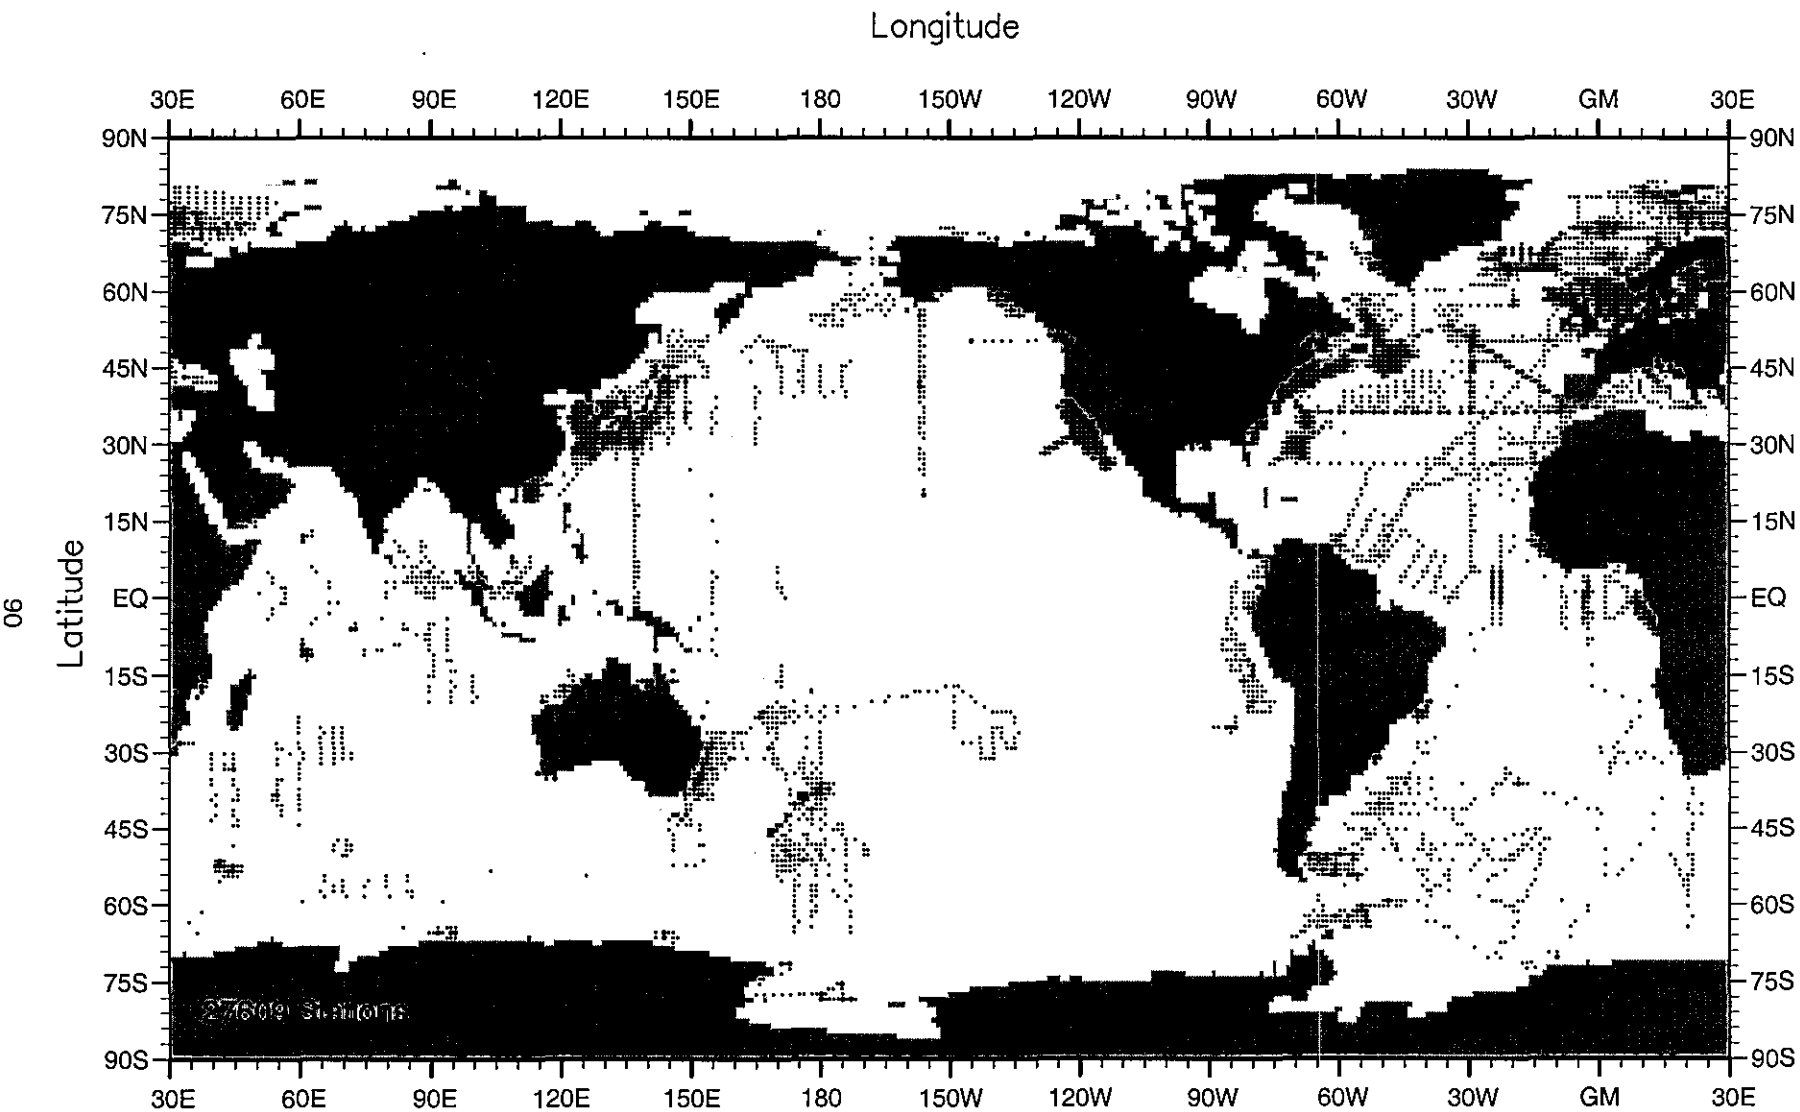 Longitude
30E 60E 90E 120E 150E 180 150W 120W 90W 60W 30W GM 30E
90N 90N
75N 75N
60N 60N
45N 45N
30N 30N
15N 15N
EQ EQ
15S 15S
30S 30S
45S 45S
60S 60S
75S 75S
90S 90S
Latitude
90
Stations
30E 60E 90E 120E 150E 180 150W 120W 90W 60W 30W GM 30E